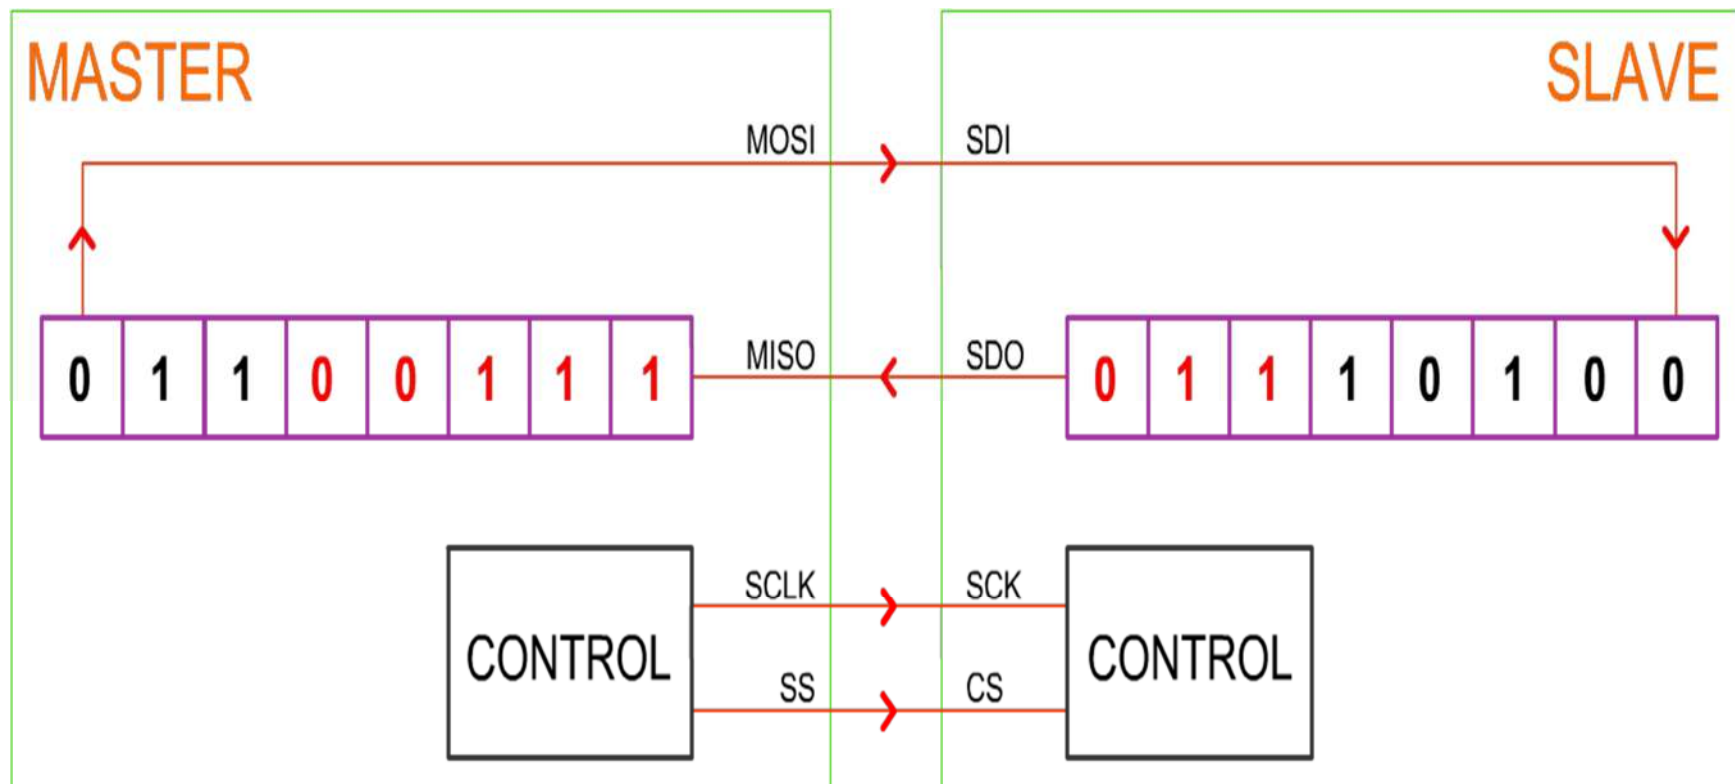 MASTER SLAVE
MOSI SDI
0 1 1 0 0 1 1 1 MISO SDO 0 1 1 1 0 1 0 0
SCLK SCK
CONTROL CONTROL
SS CS